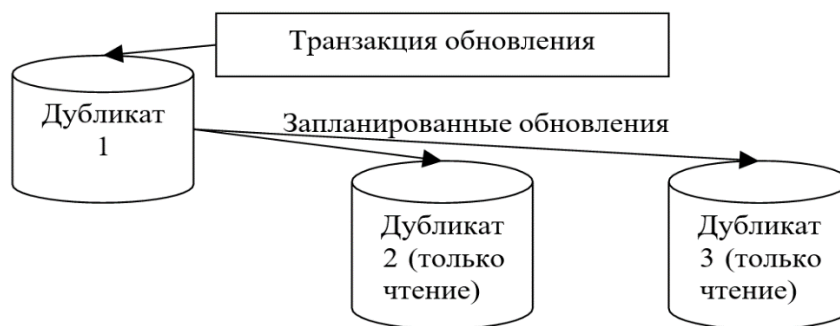 Транзакция обновления
Дубликат
1
Запланированные обновления
Дубликат
2 (только
чтение)
Дубликат
3 (только
чтение)